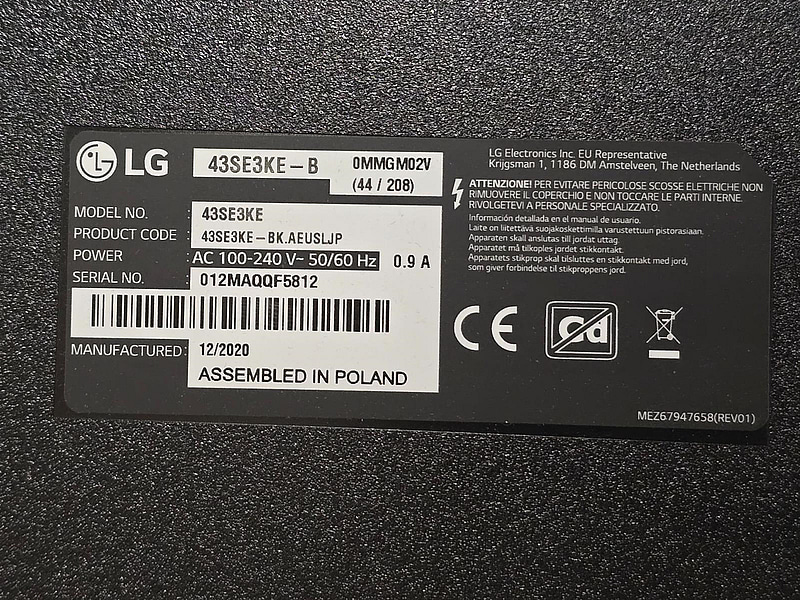 LG
43SE3KE-B
0MMGM02V
(44 / 208)
MODEL NO. 43SE3KE
PRODUCT CODE 43SE3KE-BK.AEUSLJP
POWER AC 100-240 V~ 50/60 Hz 0.9 A
SERIAL NO. 012MAQQF5812
MANUFACTURED: 12/2020
ASSEMBLED IN POLAND
LG Electronics Inc. EU Representative
Krijgsman 1, 1186 DM Amstelveen, The Netherlands
ATTENZIONE! PER EVITARE PERICOLOSE SCOSSE ELETTRICHE NON
RIMUOVERE IL COPERCHIO E NON TOCCARE LE PARTI INTERNE.
RIVOLGETEVI A PERSONALE SPECIALIZZATO.
Información detallada en el manual de usuario.
Laite on liitettävä suojakoskettimilla varustettuun pistorasiaan.
Apparaten skall anslutas till jordat uttag.
Apparatet må tilkoples jordet stikkontakt.
Apparatets stikprop skal tilsluttes en stikkontakt med jord,
som giver forbindelse til stikproppens jord.
CE
Cd
MEZ67947658(REV01)